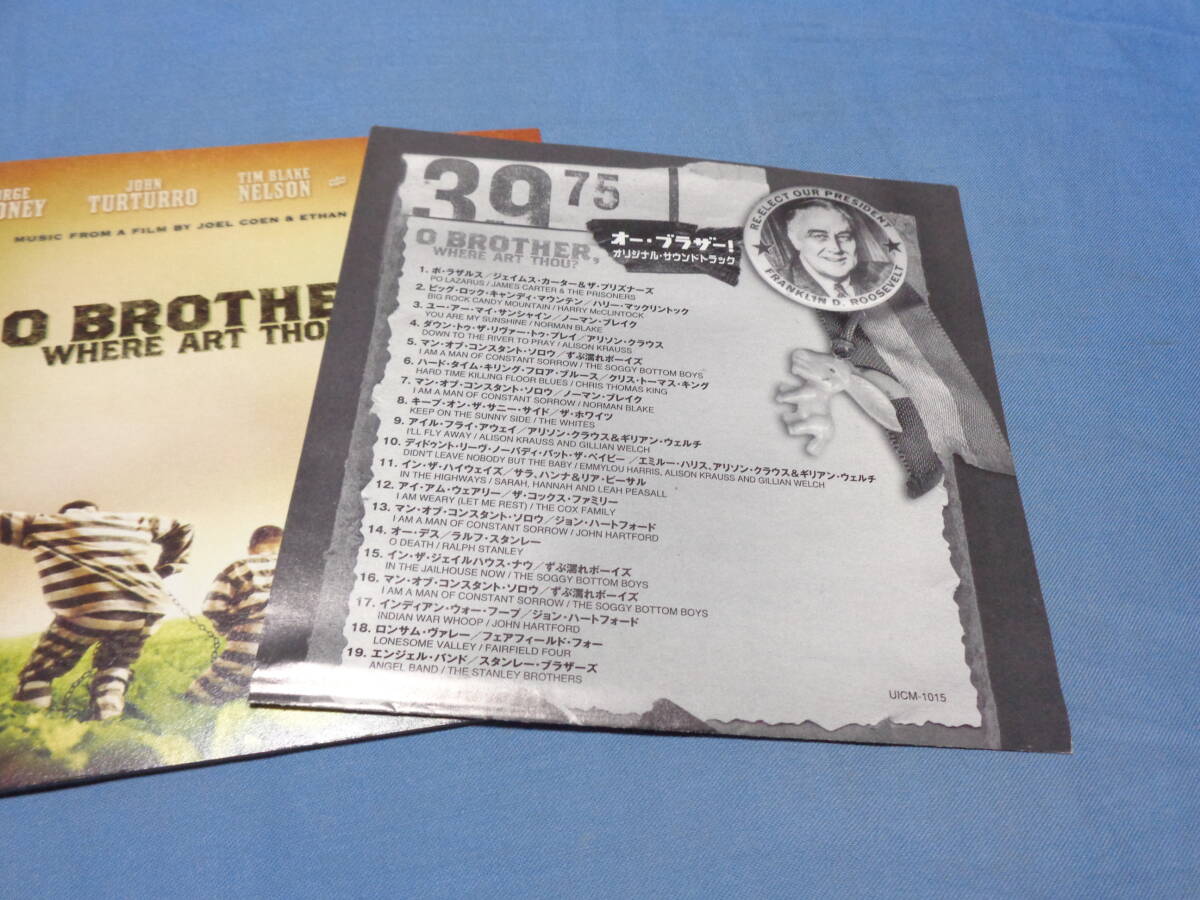 RGE
ONEY
JOHN
TURTURRO
TIM BLAKE
NELSON
MUSIC FROM A FILM BY JOEL COEN & ETHAN
O BROTHE
WHERE ART THOU
39 75
O BROTHER,
WHERE ART THOU?
オー・ブラザー!
オリジナル・サウンドトラック
RE-ELECT OUR PRESIDENT
FRANKLIN D. ROOSEVELT
1. ポ・ラザルス/ジェイムス・カーター&ザ・プリズナーズ
PO LAZARUS / JAMES CARTER & THE PRISONERS
2. ビッグ・ロック・キャンディ・マウンテン/ハリー・マックリントック
BIG ROCK CANDY MOUNTAIN / HARRY McCLINTOCK
3. ユー・アー・マイ・サンシャイン/ノーマン・ブレイク
YOU ARE MY SUNSHINE / NORMAN BLAKE
4. ダウン・トゥ・ザ・リヴァー・トゥ・プレイ/アリソン・クラウス
DOWN TO THE RIVER TO PRAY / ALISON KRAUSS
5. マン・オブ・コンスタント・ソロウ/ずぶ濡れボーイズ
I AM A MAN OF CONSTANT SORROW / THE SOGGY BOTTOM BOYS
6. ハード・タイム・キリング・フロア・ブルース/クリス・トーマス・キング
HARD TIME KILLING FLOOR BLUES / CHRIS THOMAS KING
7. マン・オブ・コンスタント・ソロウ/ノーマン・ブレイク
I AM A MAN OF CONSTANT SORROW / NORMAN BLAKE
8. キープ・オン・ザ・サニー・サイド/ザ・ホワイツ
KEEP ON THE SUNNY SIDE / THE WHITES
9. アイル・フライ・アウェイ/アリソン・クラウス&ギリアン・ウェルチ
I'LL FLY AWAY / ALISON KRAUSS AND GILLIAN WELCH
10. ディドゥント・リーヴ・ノーバディ・バット・ザ・ベイビー/エミルー・ハリス、アリソン・クラウス&ギリアン・ウェルチ
DIDN'T LEAVE NOBODY BUT THE BABY / EMMYLOU HARRIS, ALISON KRAUSS AND GILLIAN WELCH
11. イン・ザ・ハイウェイズ/サラ、ハンナ&リア・ピーサル
IN THE HIGHWAYS / SARAH, HANNAH AND LEAH PEASALL
12. アイ・アム・ウェアリー/ザ・コックス・ファミリー
I AM WEARY (LET ME REST) / THE COX FAMILY
13. マン・オブ・コンスタント・ソロウ/ジョン・ハートフォード
I AM A MAN OF CONSTANT SORROW / JOHN HARTFORD
14. オー・デス/ラルフ・スタンレー
O DEATH / RALPH STANLEY
15. イン・ザ・ジェイルハウス・ナウ/ずぶ濡れボーイズ
IN THE JAILHOUSE NOW / THE SOGGY BOTTOM BOYS
16. マン・オブ・コンスタント・ソロウ/ずぶ濡れボーイズ
I AM A MAN OF CONSTANT SORROW / THE SOGGY BOTTOM BOYS
17. インディアン・ウォー・フープ/ジョン・ハートフォード
INDIAN WAR WHOOP / JOHN HARTFORD
18. ロンサム・ヴァレー/フェアフィールド・フォー
LONESOME VALLEY / FAIRFIELD FOUR
19. エンジェル・バンド/スタンレー・ブラザーズ
ANGEL BAND / THE STANLEY BROTHERS
UICM-1015